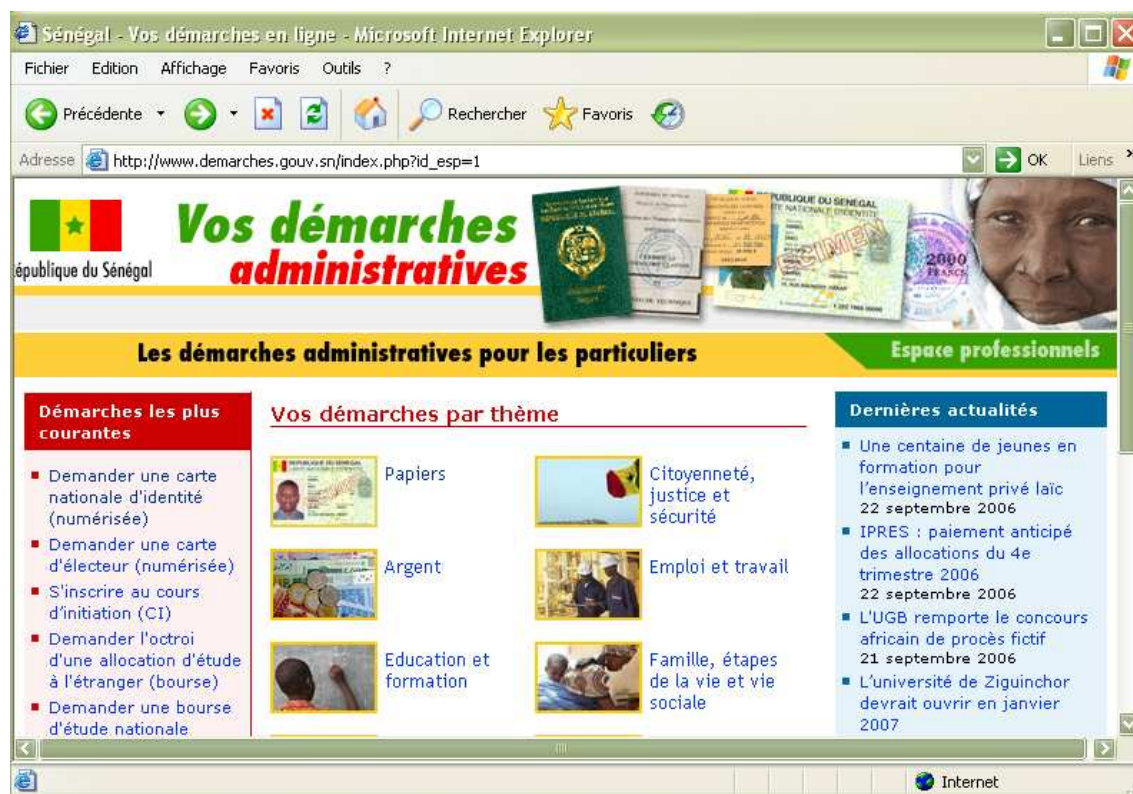 Sénégal - Vos démarches en ligne - Microsoft Internet Explorer
Fichier Edition Affichage Favoris Outils ?
Précédente Rechercher Favoris
Adresse http://www.demarches.gouv.sn/index.php?id_esp=1 OK Liens
République du Sénégal
Vos démarches
administratives
REPUBLIQUE DU SENEGAL
SPECIMEN
2000
FRANCS
Les démarches administratives pour les particuliers
Espace professionnels
Démarches les plus
courantes
Demander une carte
nationale d'identité
(numérisée)
Demander une carte
d'électeur (numérisée)
S'inscrire au cours
d'initiation (CI)
Demander l'octroi
d'une allocation d'étude
à l'étranger (bourse)
Demander une bourse
d'étude nationale
Vos démarches par thème
Papiers
Citoyenneté,
justice et
sécurité
Argent
Emploi et travail
Education et
formation
Famille, étapes
de la vie et vie
sociale
Dernières actualités
Une centaine de jeunes en
formation pour
l'enseignement privé laïc
22 septembre 2006
IPRES : paiement anticipé
des allocations du 4e
trimestre 2006
22 septembre 2006
L'UGB remporte le concours
africain de procès fictif
21 septembre 2006
L'université de Ziguinchor
devrait ouvrir en janvier
2007
Internet